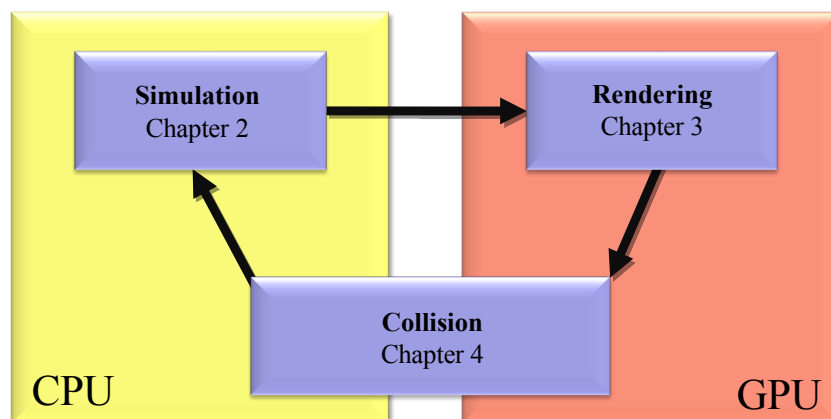 Simulation
Chapter 2
Rendering
Chapter 3
Collision
Chapter 4
CPU
GPU